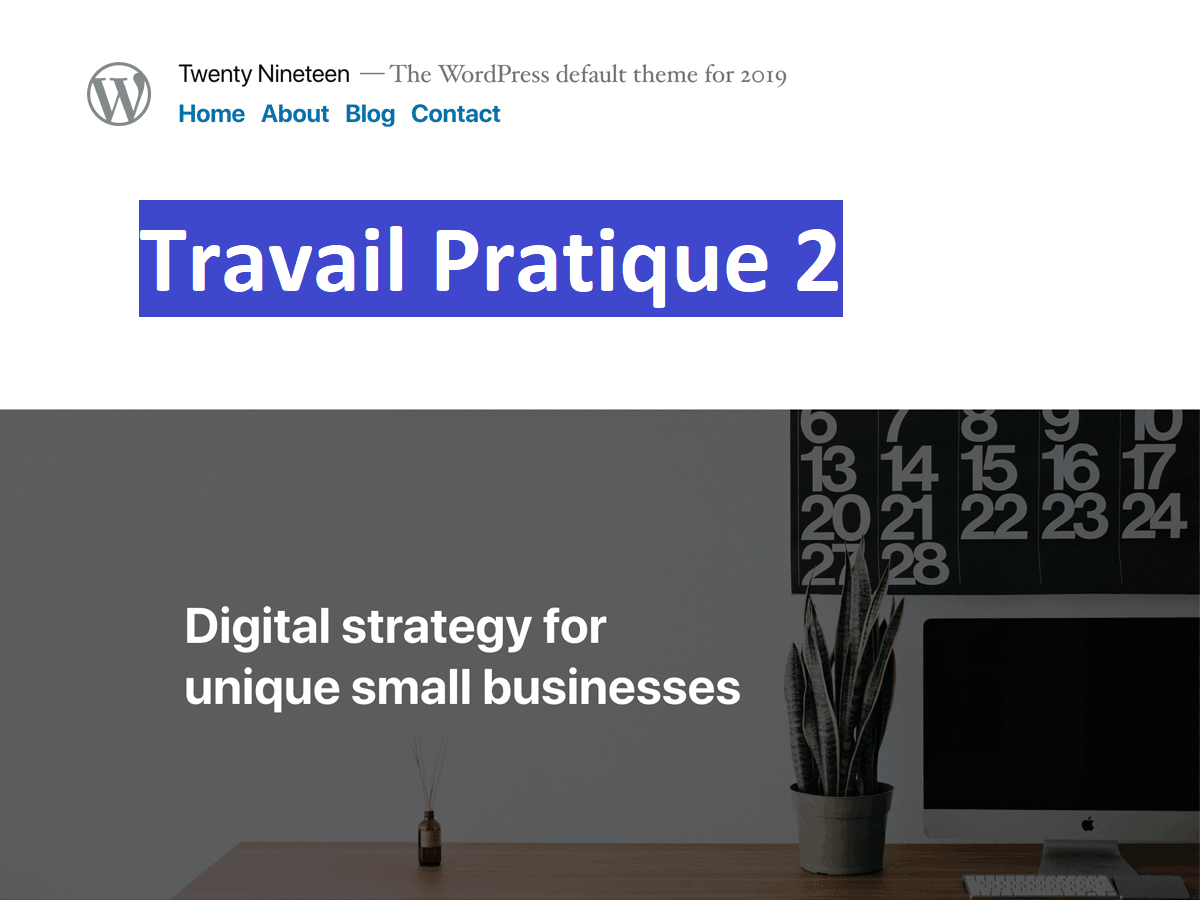 Twenty Nineteen — The WordPress default theme for 2019
Home About Blog Contact
Travail Pratique 2
6 7 8 9 10
13 14 15 16 17
20 21 22 23 24
27 28
Digital strategy for
unique small businesses